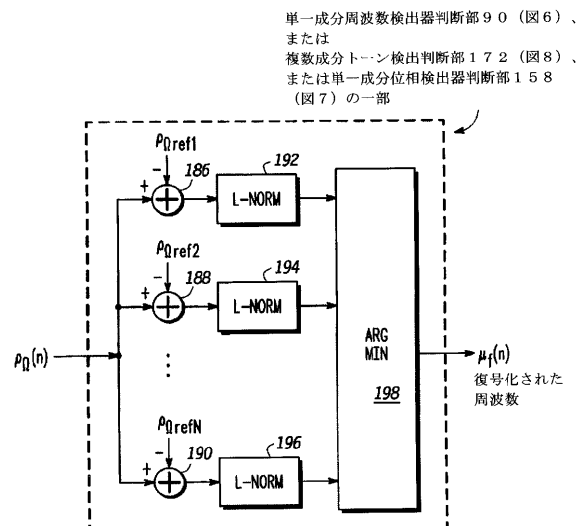 単一成分周波数検出器判断部９０（図６）、
または
複数成分トーン検出判断部１７２（図８）、
または単一成分位相検出器判断部１５８
（図７）の一部
ρΩref1
－
+
186
192
L-NORM
ρΩref2
－
+
188
194
L-NORM
ρΩ(n)
ARG
MIN
198
μf(n)
復号化された
周波数
ρΩrefN
－
+
190
196
L-NORM